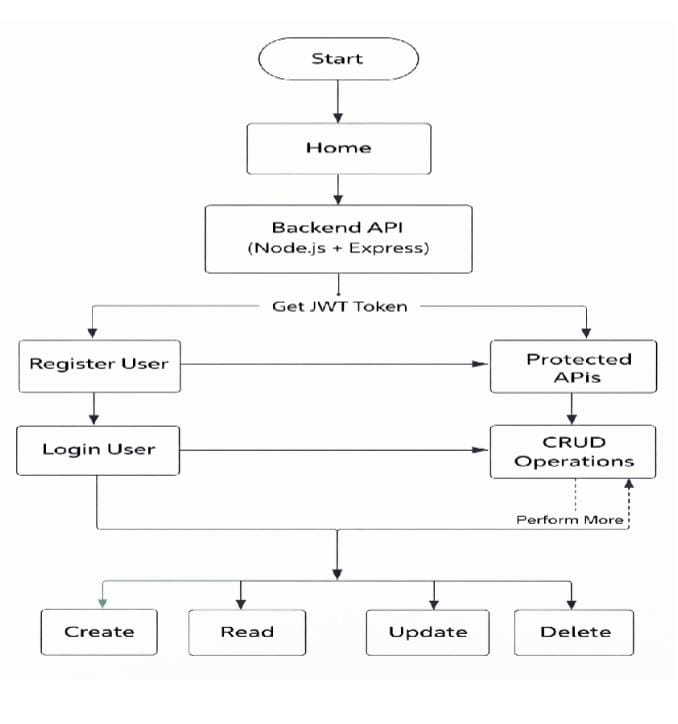 Start
Home
Backend API
(Node.js + Express)
Get JWT Token
Register User
Protected
APis
Login User
CRUD
Operations
Perform More
Create
Read
Update
Delete